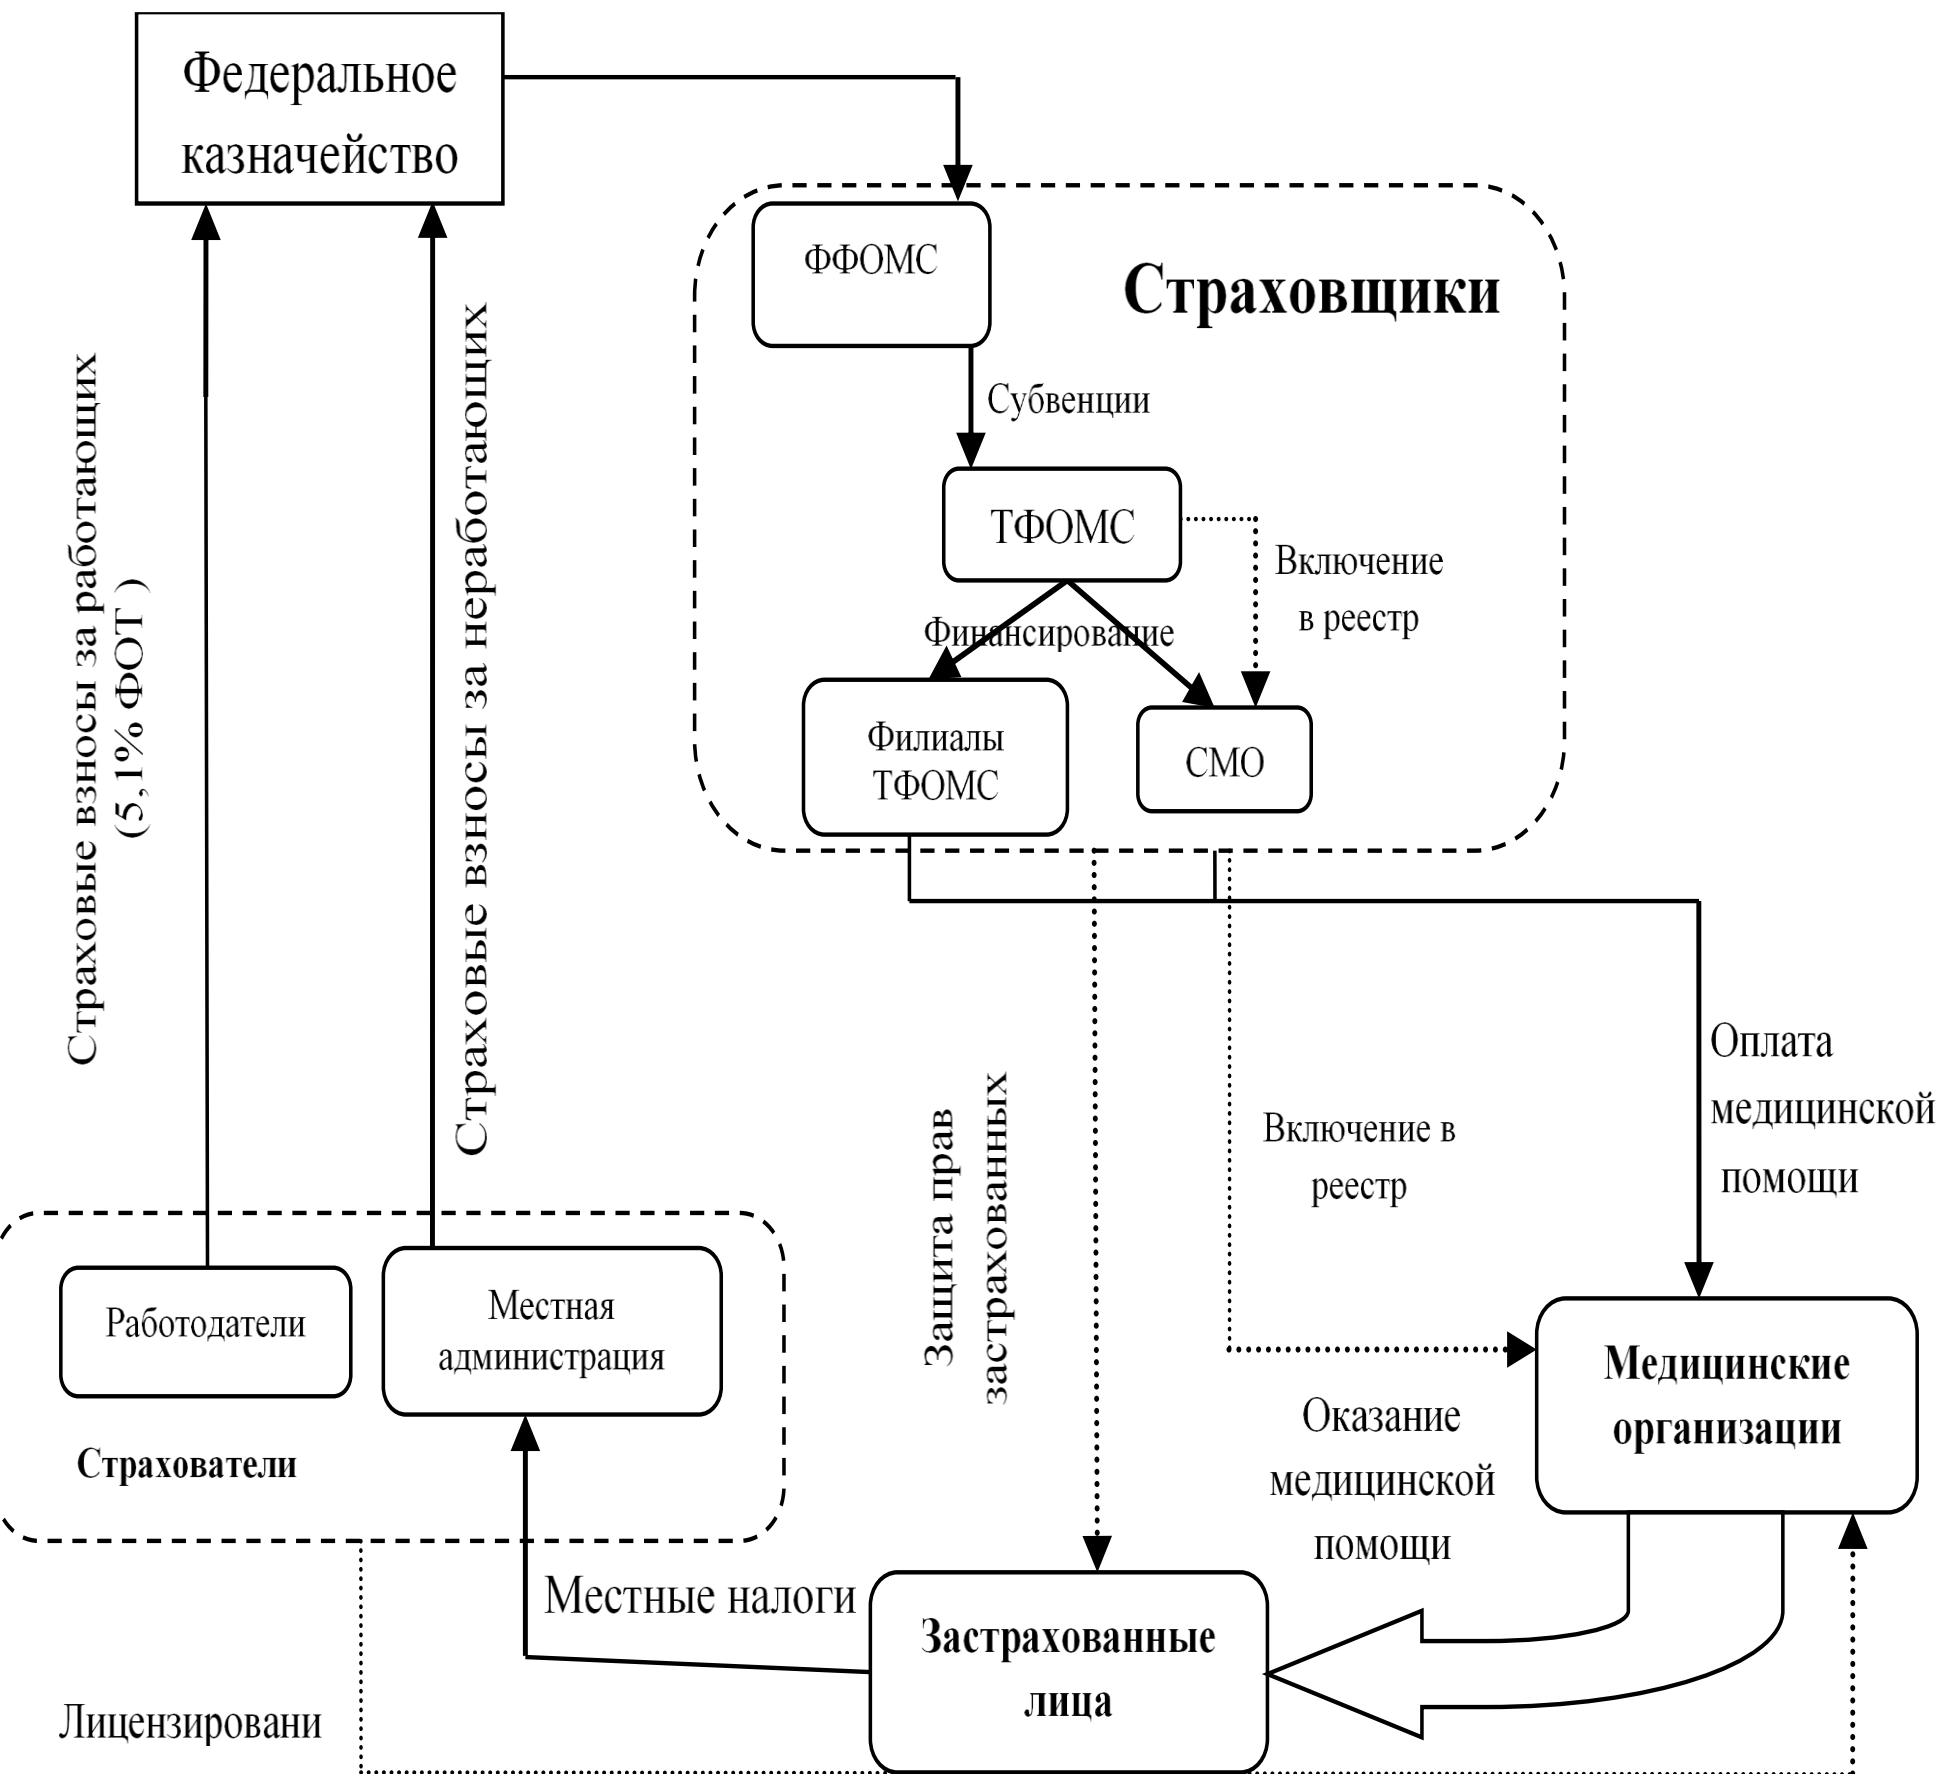 Федеральное
казначейство
ФФОМС
Страховщики
Субвенции
ТФОМС
Включение
в реестр
Финансирование
Филиалы
ТФОМС
СМО
Страховые взносы за работающих
(5,1% ФОТ )
Страховые взносы за неработающих
Защита прав
застрахованных
Включение в
реестр
Оплата
медицинской
помощи
Работодатели
Местная
администрация
Страхователи
Медицинские
организации
Оказание
медицинской
помощи
Местные налоги
Застрахованные
лица
Лицензировани